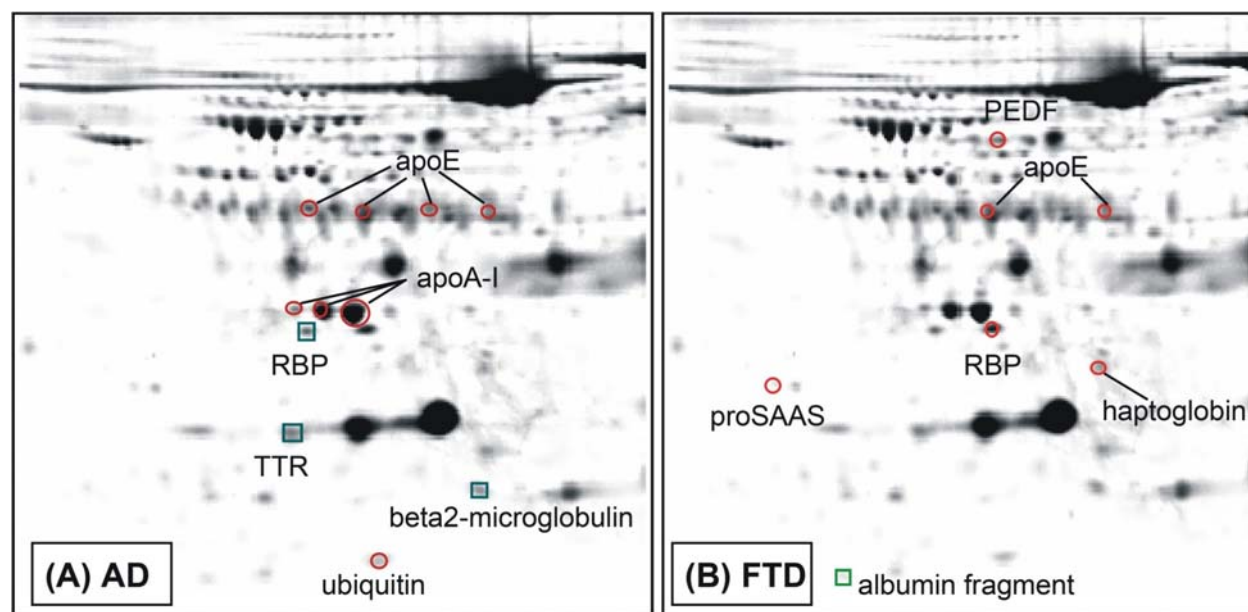 apoE
apoA-I
RBP
TTR
beta2-microglobulin
ubiquitin
(A) AD
PEDF
apoE
RBP
haptoglobin
proSAAS
albumin fragment
(B) FTD